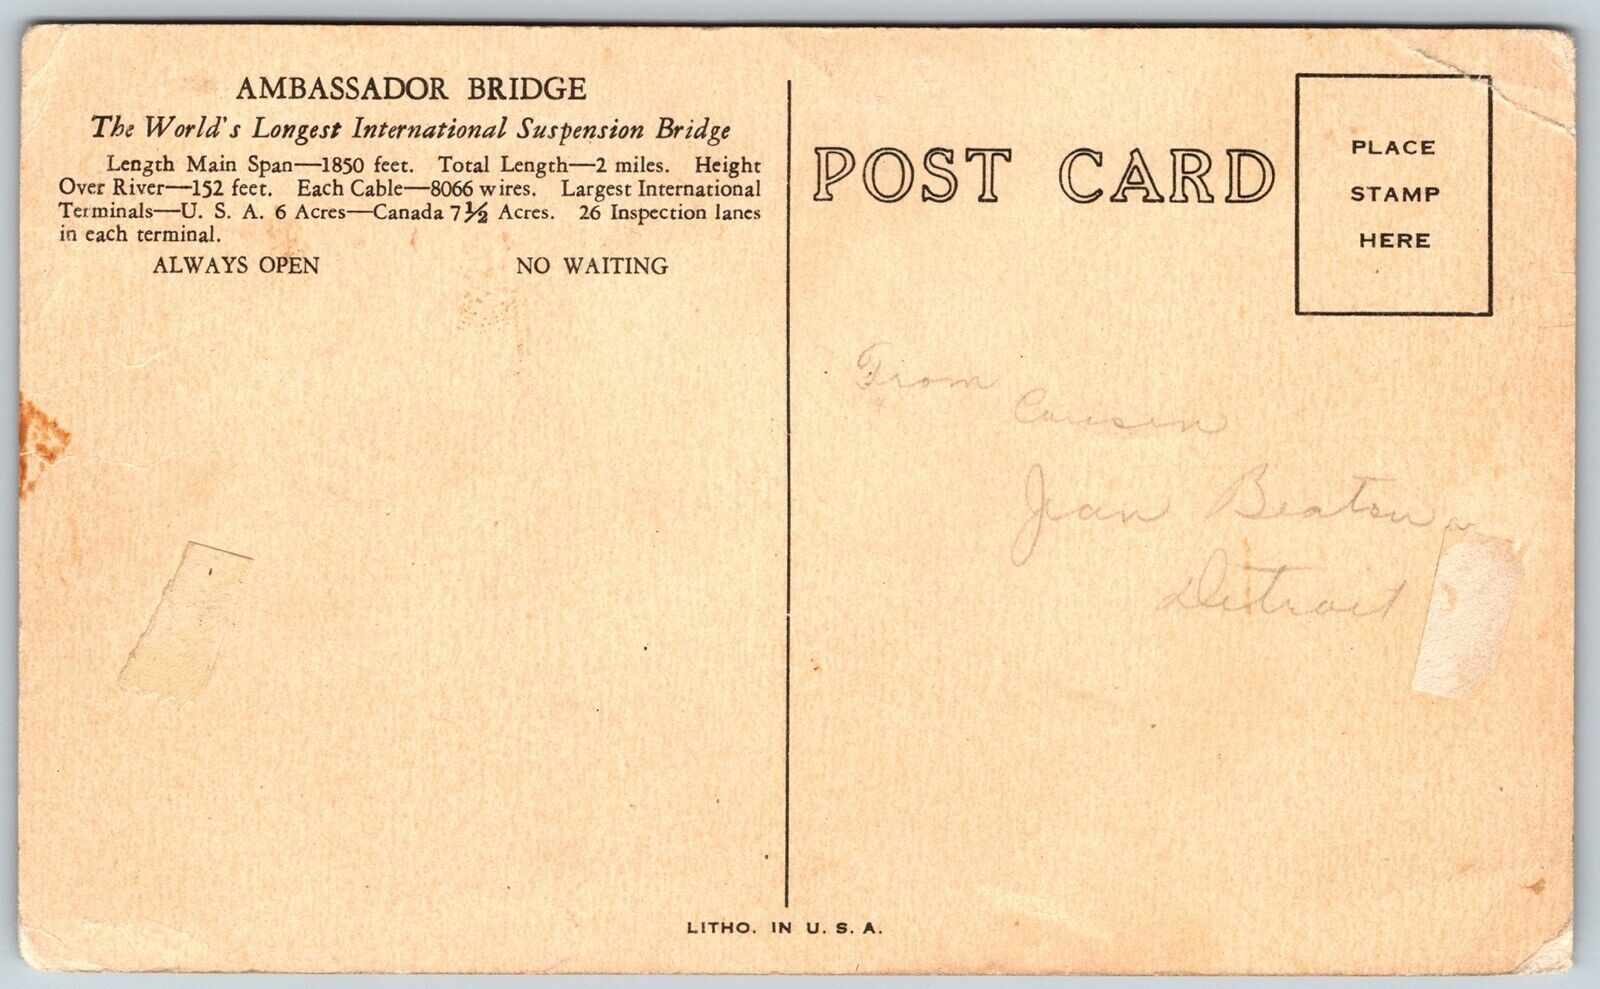 AMBASSADOR BRIDGE
The World's Longest International Suspension Bridge
Length Main Span—1850 feet. Total Length—2 miles. Height
Over River—152 feet. Each Cable—8066 wires. Largest International
Terminals—U. S. A. 6 Acres—Canada 7½ Acres. 26 Inspection lanes
in each terminal.
ALWAYS OPEN NO WAITING
POST CARD
PLACE
STAMP
HERE
From
Cousin
Jean Beaton
Detroit
LITHO. IN U. S. A.